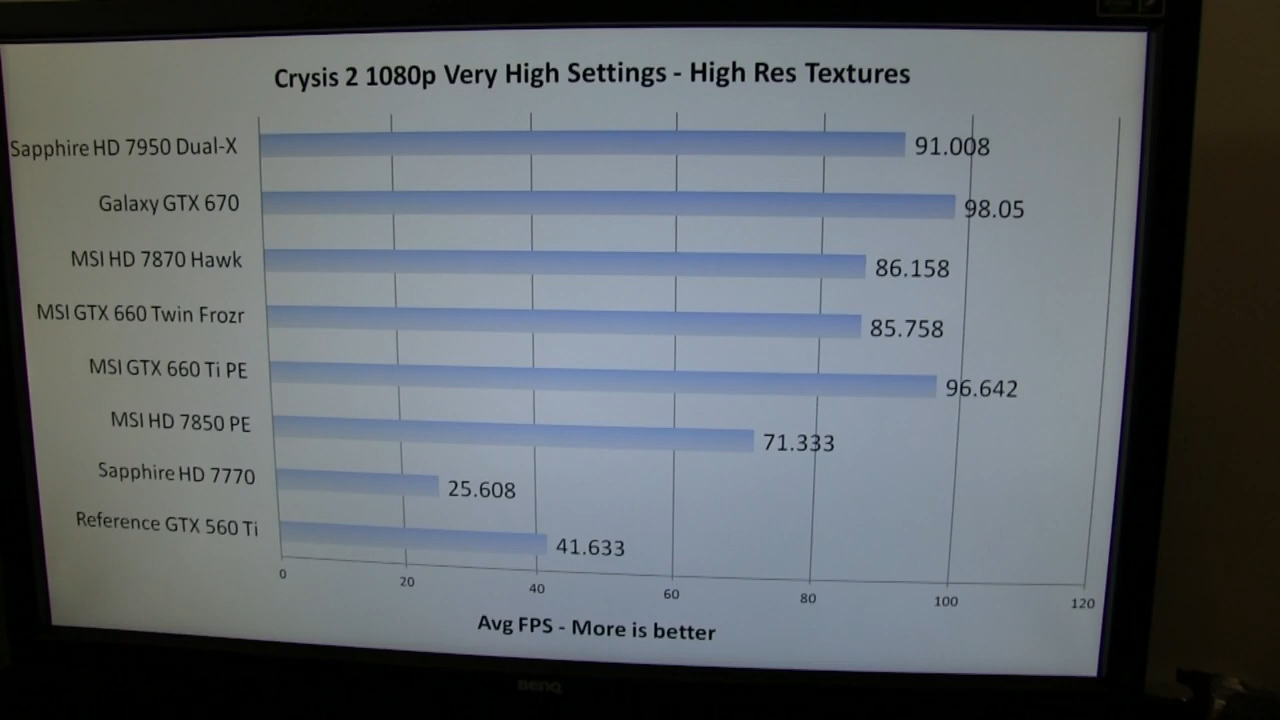 Crysis 2 1080p Very High Settings - High Res Textures
Sapphire HD 7950 Dual-X 91.008
Galaxy GTX 670 98.05
MSI HD 7870 Hawk 86.158
MSI GTX 660 Twin Frozr 85.758
MSI GTX 660 Ti PE 96.642
MSI HD 7850 PE 71.333
Sapphire HD 7770 25.608
Reference GTX 560 Ti 41.633
0 20 40 60 80 100 120
Avg FPS - More is better
BenQ